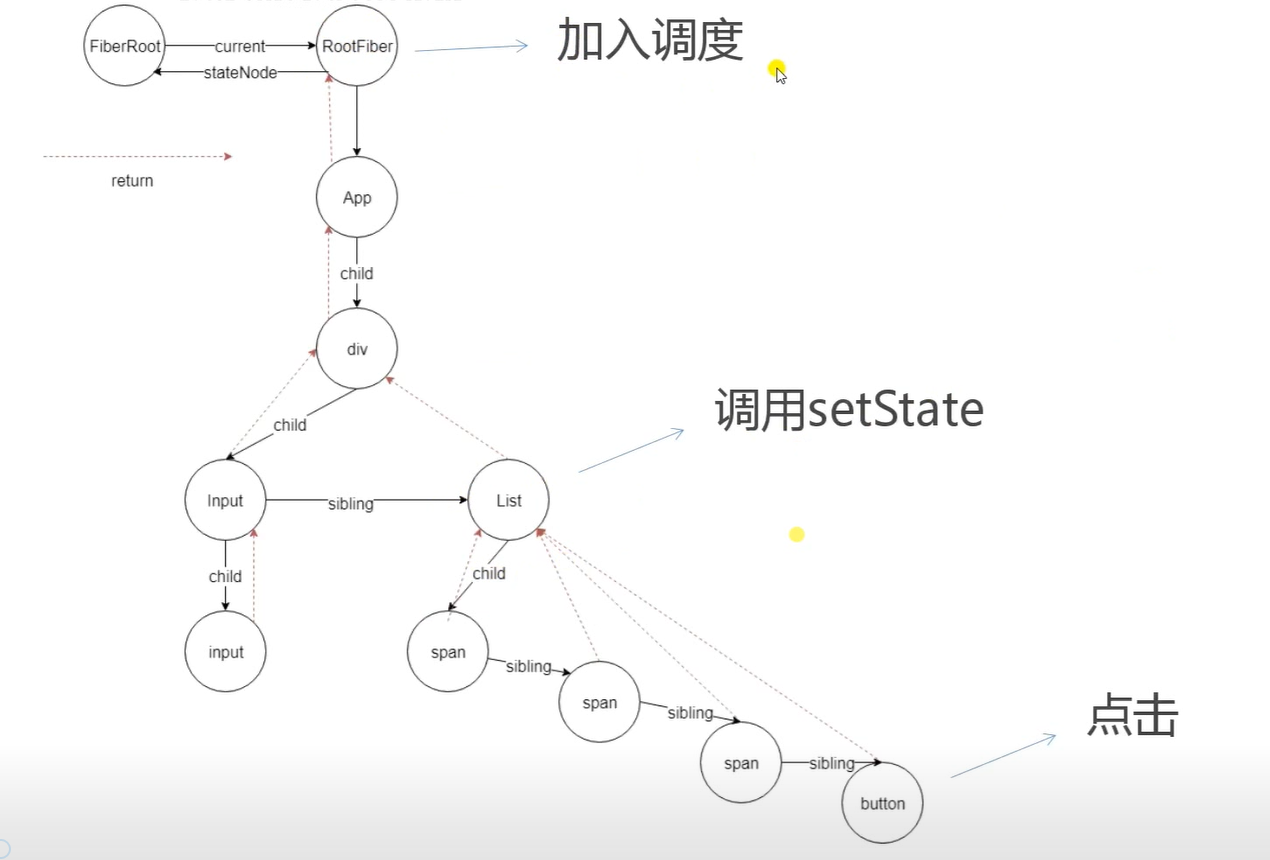 FiberRoot
current
RootFiber
加入调度
stateNode
return
App
child
div
调用setState
child
Input
sibling
List
child
child
input
span
sibling
span
sibling
点击
span
sibling
button